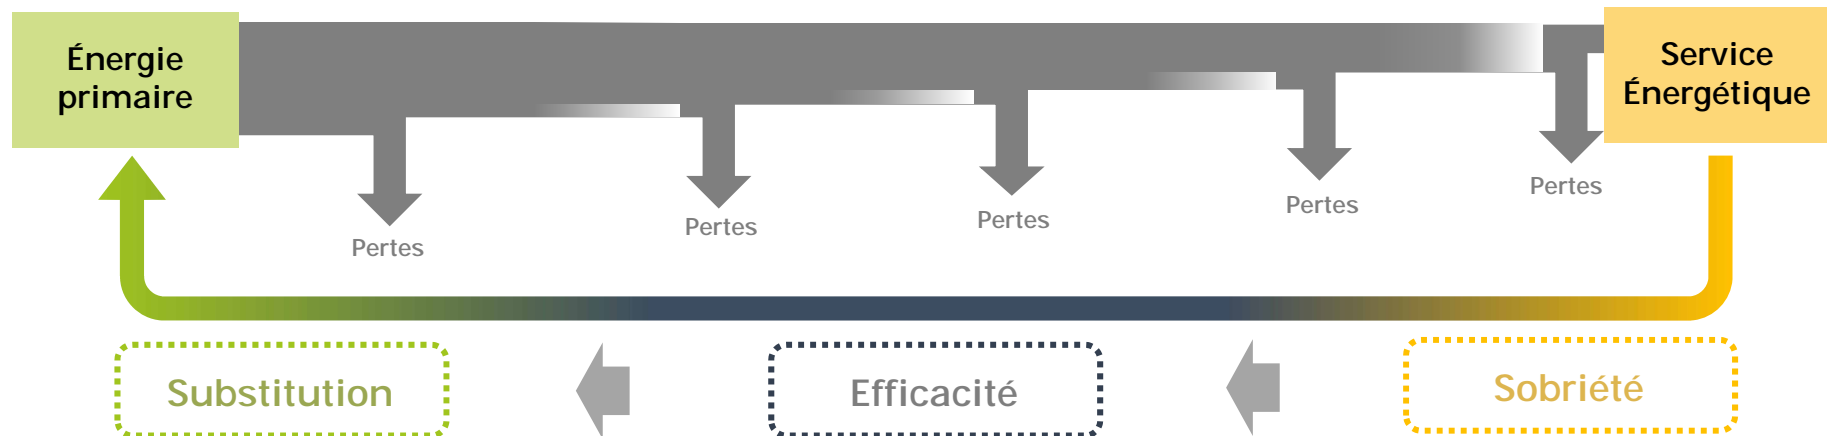 Énergie
primaire
Service
Énergétique
Pertes
Pertes
Pertes
Pertes
Pertes
Substitution
Efficacité
Sobriété